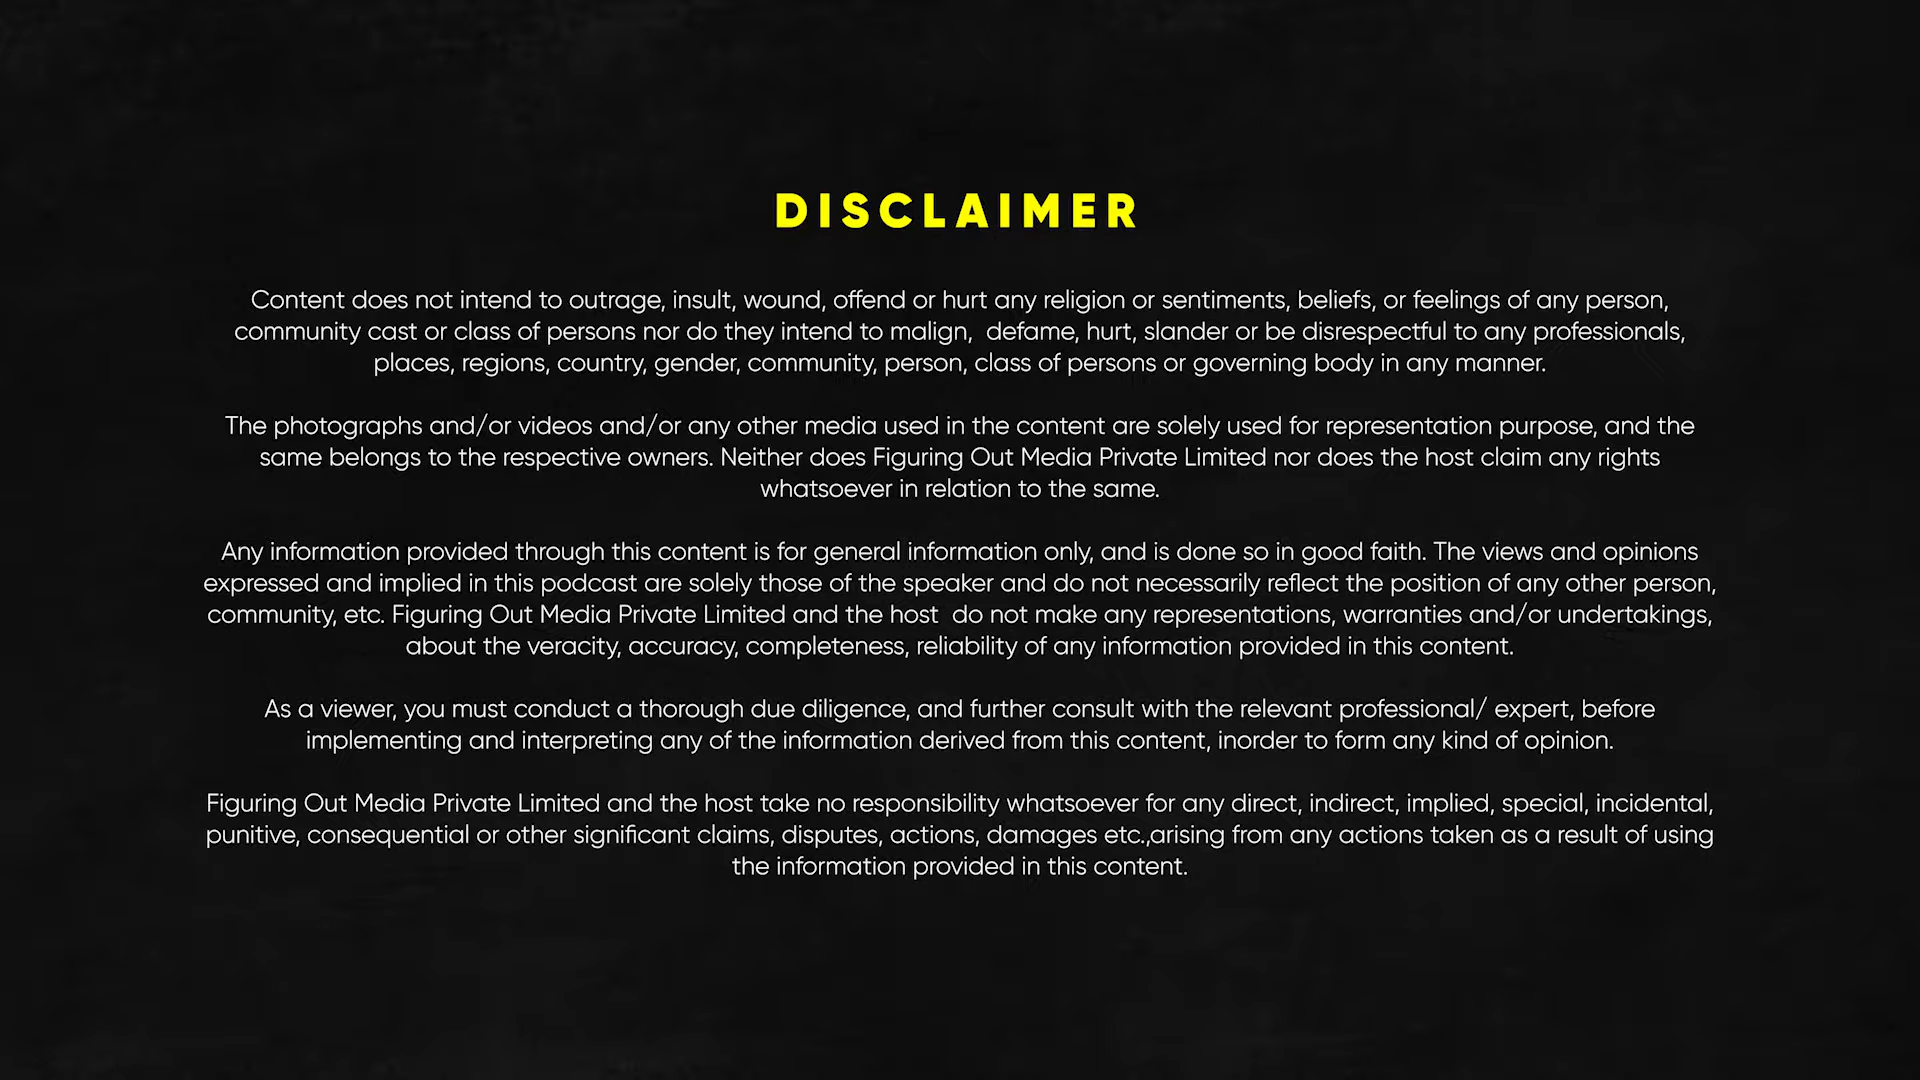 DISCLAIMER
Content does not intend to outrage, insult, wound, offend or hurt any religion or sentiments, beliefs, or feelings of any person,
community cast or class of persons nor do they intend to malign,  defame, hurt, slander or be disrespectful to any professionals,
places, regions, country, gender, community, person, class of persons or governing body in any manner.
The photographs and/or videos and/or any other media used in the content are solely used for representation purpose, and the
same belongs to the respective owners. Neither does Figuring Out Media Private Limited nor does the host claim any rights
whatsoever in relation to the same.
Any information provided through this content is for general information only, and is done so in good faith. The views and opinions
expressed and implied in this podcast are solely those of the speaker and do not necessarily reflect the position of any other person,
community, etc. Figuring Out Media Private Limited and the host  do not make any representations, warranties and/or undertakings,
about the veracity, accuracy, completeness, reliability of any information provided in this content.
As a viewer, you must conduct a thorough due diligence, and further consult with the relevant professional/ expert, before
implementing and interpreting any of the information derived from this content, inorder to form any kind of opinion.
Figuring Out Media Private Limited and the host take no responsibility whatsoever for any direct, indirect, implied, special, incidental,
punitive, consequential or other significant claims, disputes, actions, damages etc.,arising from any actions taken as a result of using
the information provided in this content.